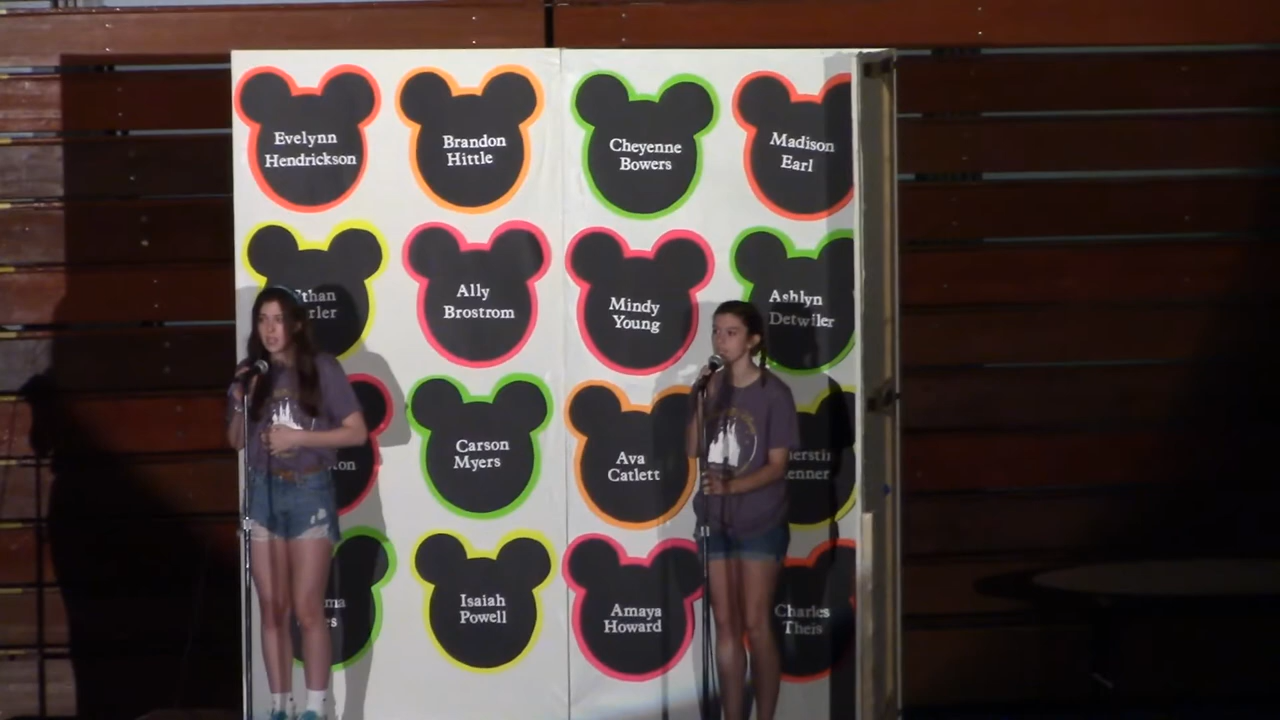 Evelynn
Hendrickson
Brandon
Hittle
Cheyenne
Bowers
Madison
Earl
Ally
Brostrom
Mindy
Young
Ashlyn
Detwiler
Carson
Myers
Ava
Catlett
Isaiah
Powell
Amaya
Howard
Charles
Theis